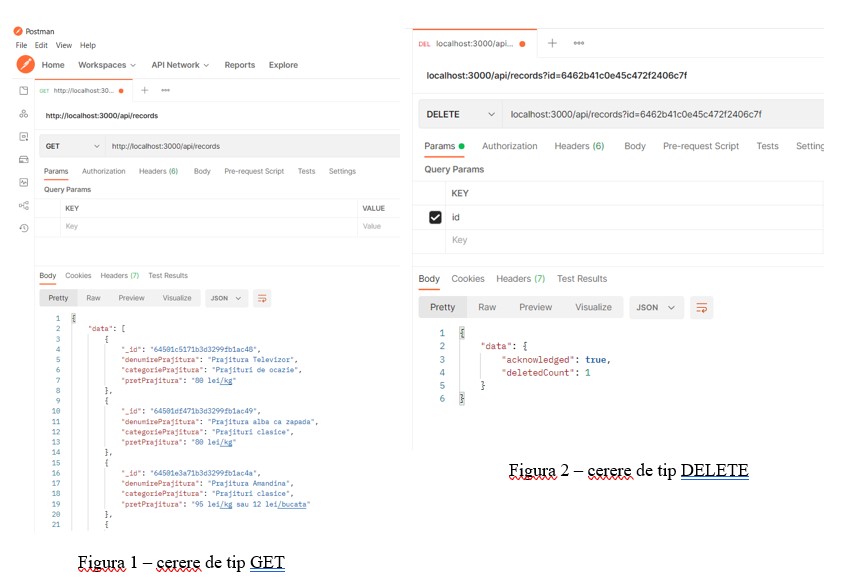 Postman
File Edit View Help
Home Workspaces API Network Reports Explore
GET http://localhost:30...
http://localhost:3000/api/records
GET http://localhost:3000/api/records
Params Authorization Headers (6) Body Pre-request Script Tests Settings
Query Params
KEY VALUE
Key Value
Body Cookies Headers (7) Test Results
Pretty Raw Preview Visualize JSON
1 {
2 "data": [
3 {
4 "_id": "64501c5171b3d3299fb1ac48",
5 "denumirePrajitura": "Prajitura Televizor",
6 "categoriePrajitura": "Prajituri de ocazie",
7 "pretPrajitura": "80 lei/kg"
8 },
9 {
10 "_id": "64501df471b3d3299fb1ac49",
11 "denumirePrajitura": "Prajitura alba ca zapada",
12 "categoriePrajitura": "Prajituri clasice",
13 "pretPrajitura": "80 lei/kg"
14 },
15 {
16 "_id": "64501e3a71b3d3299fb1ac4a",
17 "denumirePrajitura": "Prajitura Amandina",
18 "categoriePrajitura": "Prajituri clasice",
19 "pretPrajitura": "95 lei/kg sau 12 lei/bucata"
20 },
21 {
Figura 1 – cerere de tip GET
DEL localhost:3000/api...
localhost:3000/api/records?id=6462b41c0e45c472f2406c7f
DELETE localhost:3000/api/records?id=6462b41c0e45c472f2406c7f
Params Authorization Headers (6) Body Pre-request Script Tests Setting
Query Params
KEY
id
Key
Body Cookies Headers (7) Test Results
Pretty Raw Preview Visualize JSON
1 {
2 "data": {
3 "acknowledged": true,
4 "deletedCount": 1
5 }
6 }
Figura 2 – cerere de tip DELETE